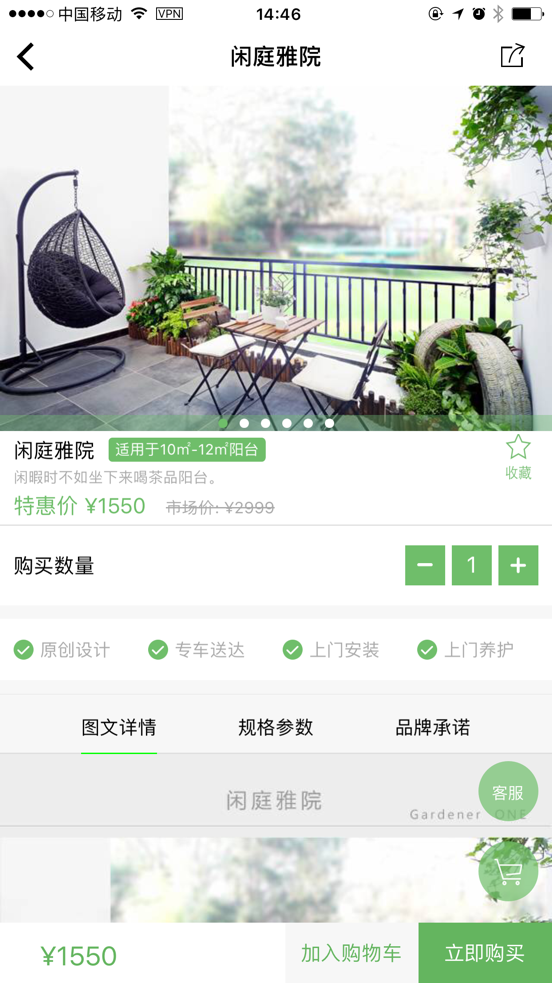 中国移动 VPN 14:46
闲庭雅院
闲庭雅院 适用于10㎡-12㎡阳台
闲暇时不如坐下来喝茶品阳台。
收藏
特惠价 ¥1550 市场价: ¥2999
购买数量 1
原创设计 专车送达 上门安装 上门养护
图文详情 规格参数 品牌承诺
闲庭雅院
客服
Gardener ONE
¥1550 加入购物车 立即购买